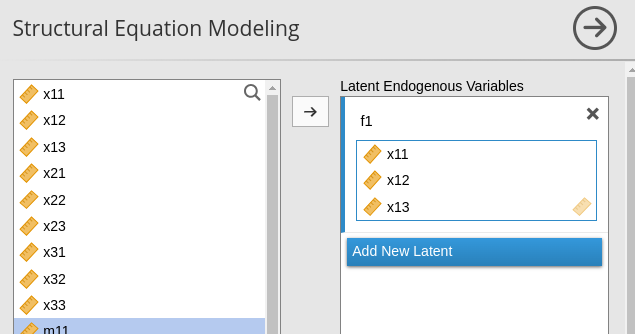 Structural Equation Modeling
x11
x12
x13
x21
x22
x23
x31
x32
x33
m11
Latent Endogenous Variables
f1
x11
x12
x13
Add New Latent